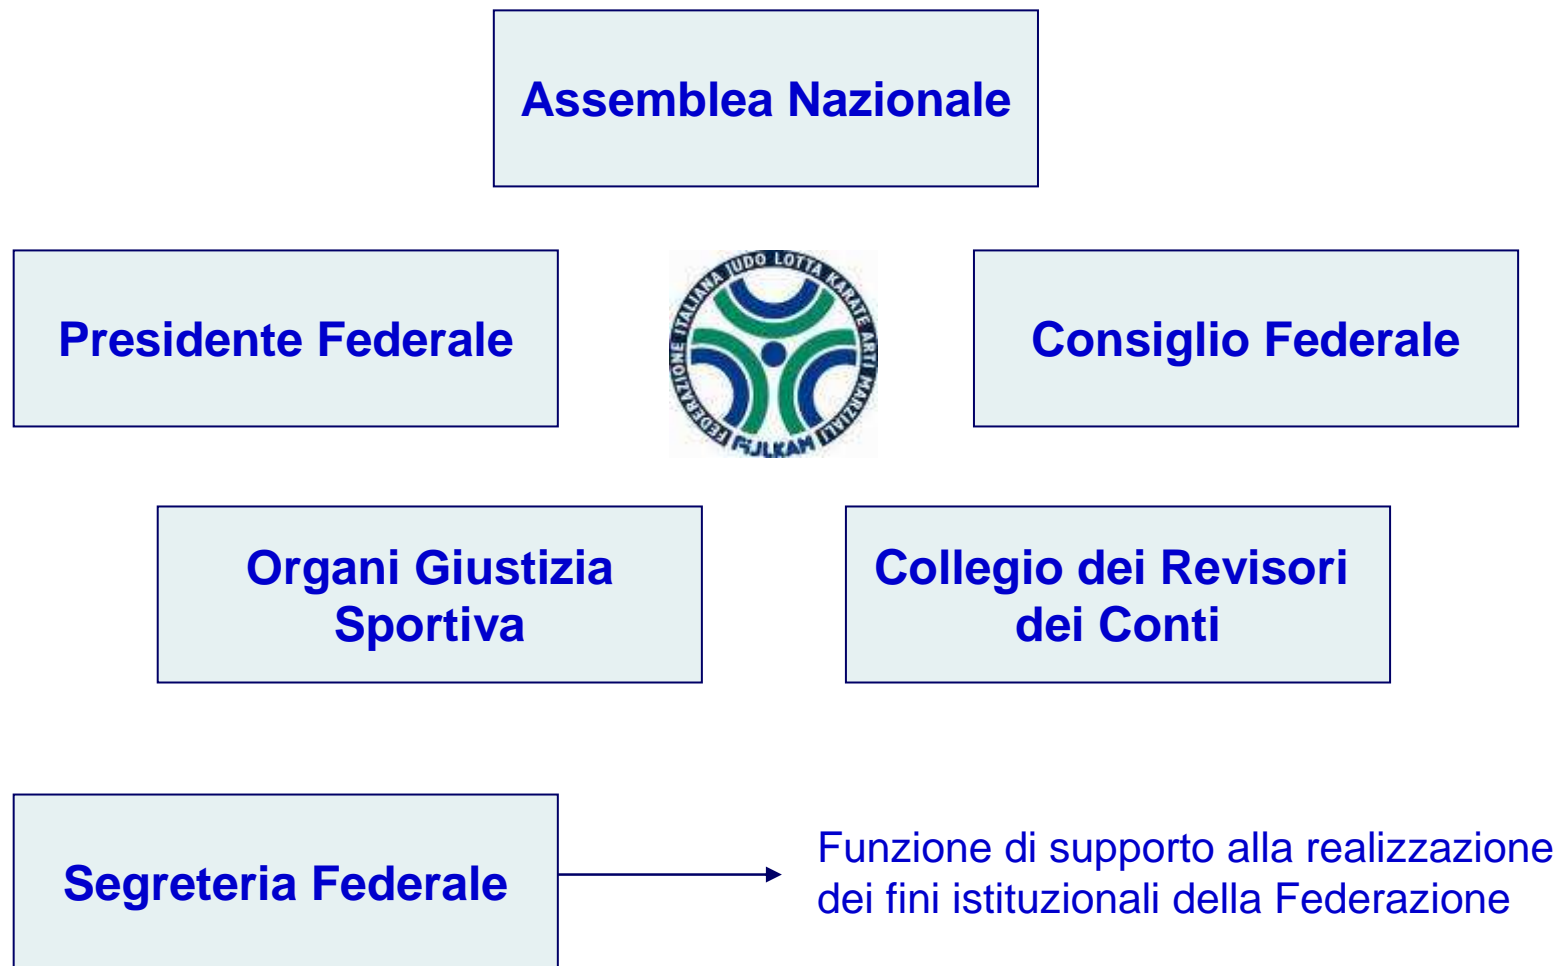 Assemblea Nazionale
Presidente Federale
FEDERAZIONE ITALIANA JUDO LOTTA KARATE ARTI MARZIALI
FIJLKAM
Consiglio Federale
Organi Giustizia
Sportiva
Collegio dei Revisori
dei Conti
Segreteria Federale
Funzione di supporto alla realizzazione
dei fini istituzionali della Federazione